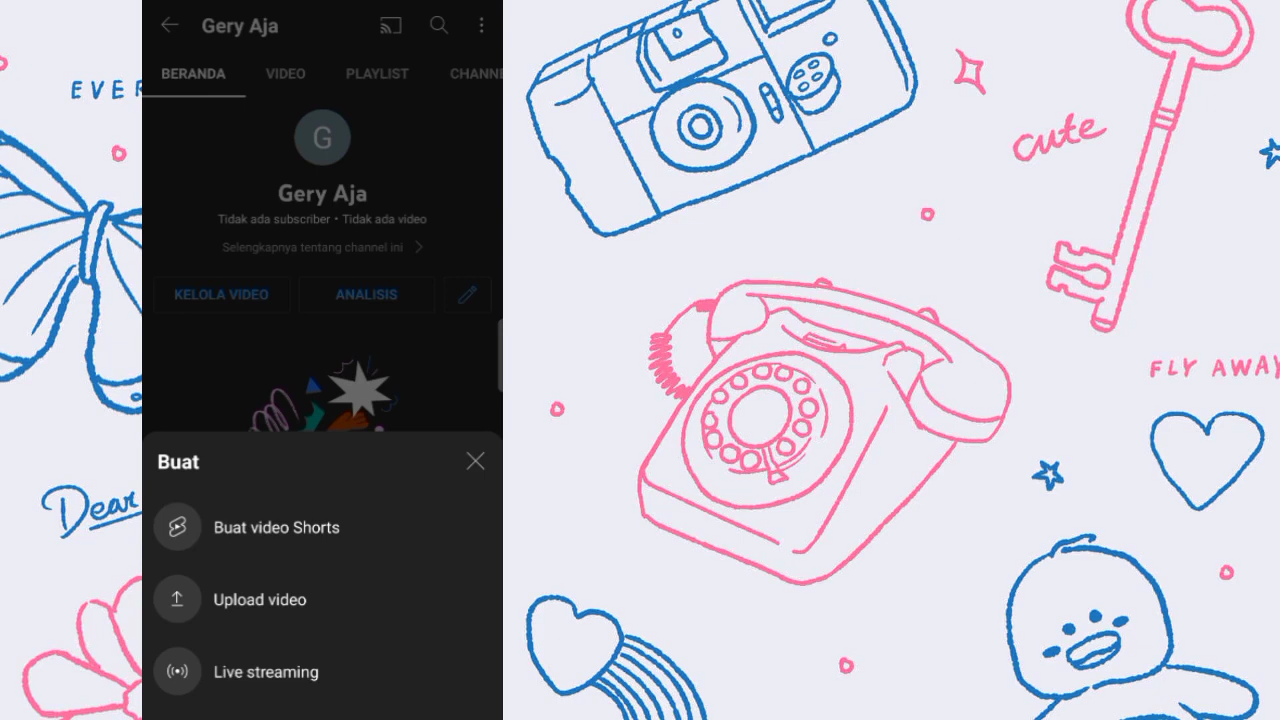 Gery Aja
BERANDA VIDEO PLAYLIST CHANNE
G
Gery Aja
Tidak ada subscriber • Tidak ada video
Selengkapnya tentang channel ini
KELOLA VIDEO ANALISIS
Buat
Buat video Shorts
Upload video
Live streaming
EVER
Dear
cute
FLY AWAY